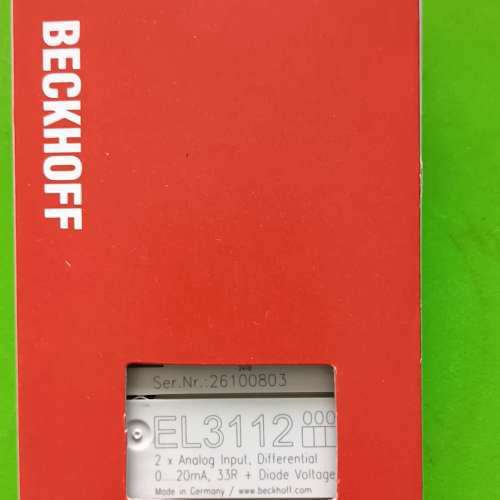 BECKHOFF
2418
Ser.Nr.:26100803
EL3112 000
2 x Analog Input, Differential
0...20mA, 33R + Diode Voltage
Made in Germany / www.beckhoff.com